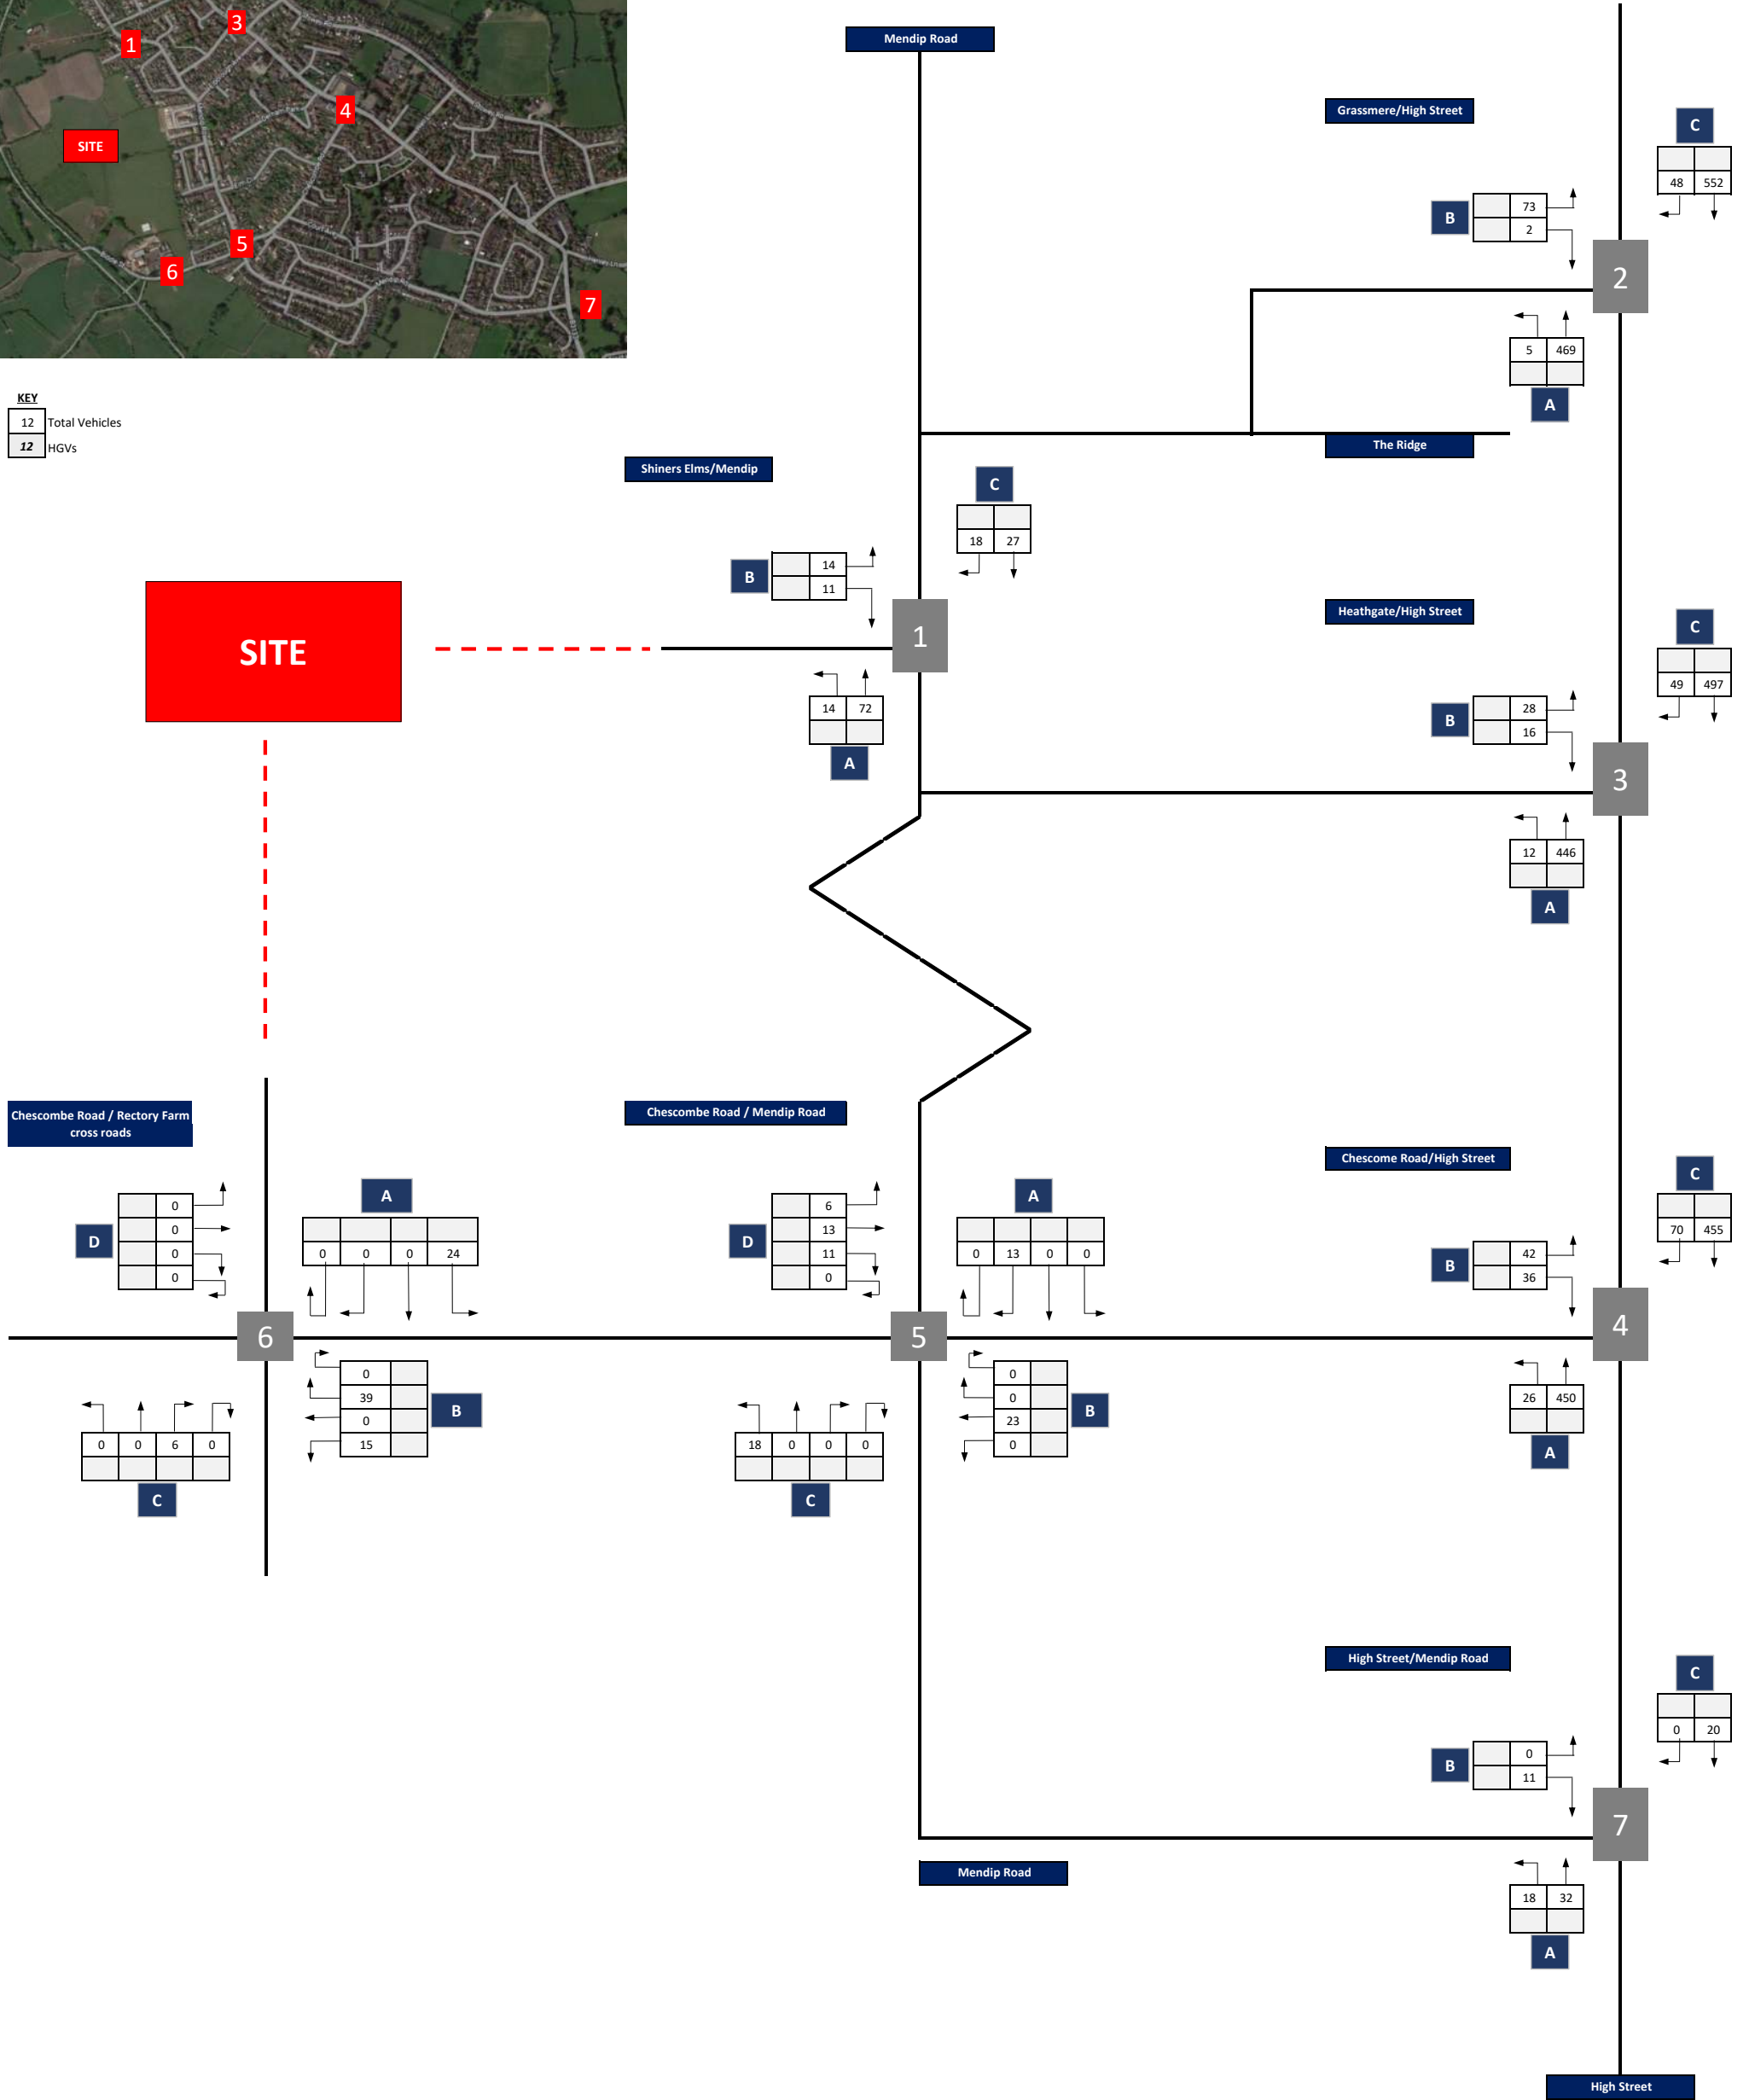 3
1
4
SITE
5
6
7
KEY
12 Total Vehicles
12 HGVs
Mendip Road
Grassmere/High Street
C
48 552
B
73
2
2
5 469
A
The Ridge
Shiners Elms/Mendip
C
18 27
B
14
11
1
14 72
A
SITE
Heathgate/High Street
C
49 497
B
28
16
3
12 446
A
Chescombe Road / Rectory Farm
cross roads
D
0
0
0
0
A
0 0 0 24
6
0
39
0
15
B
0 0 6 0
C
Chescombe Road / Mendip Road
D
6
13
11
0
A
0 13 0 0
5
0
0
23
0
B
18 0 0 0
C
Chescome Road/High Street
C
70 455
B
42
36
4
26 450
A
High Street/Mendip Road
C
0 20
B
0
11
7
Mendip Road
18 32
A
High Street